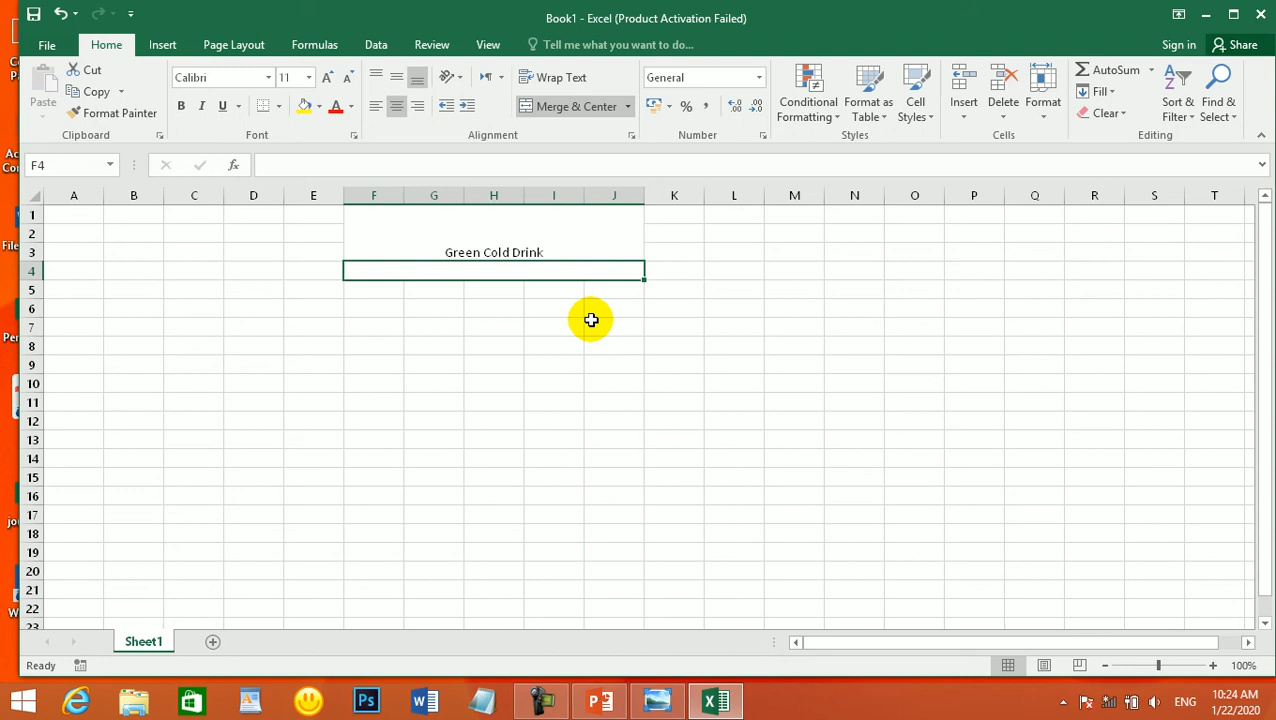 Book1 - Excel (Product Activation Failed)
File Home Insert Page Layout Formulas Data Review View Tell me what you want to do... Sign in Share
Paste Cut Copy Format Painter Clipboard
Calibri 11 A A B I U A Font
Wrap Text Merge & Center Alignment
General % , Number
Conditional Formatting Format as Table Cell Styles Styles
Insert Delete Format Cells
AutoSum Fill Clear Sort & Filter Find & Select Editing
F4 fx
A B C D E F G H I J K L M N O P Q R S T
1
2
3 Green Cold Drink
4
5
6
7
8
9
10
11
12
13
14
15
16
17
18
19
20
21
22
23
Sheet1
Ready 100%
Ps ENG 10:24 AM
1/22/2020